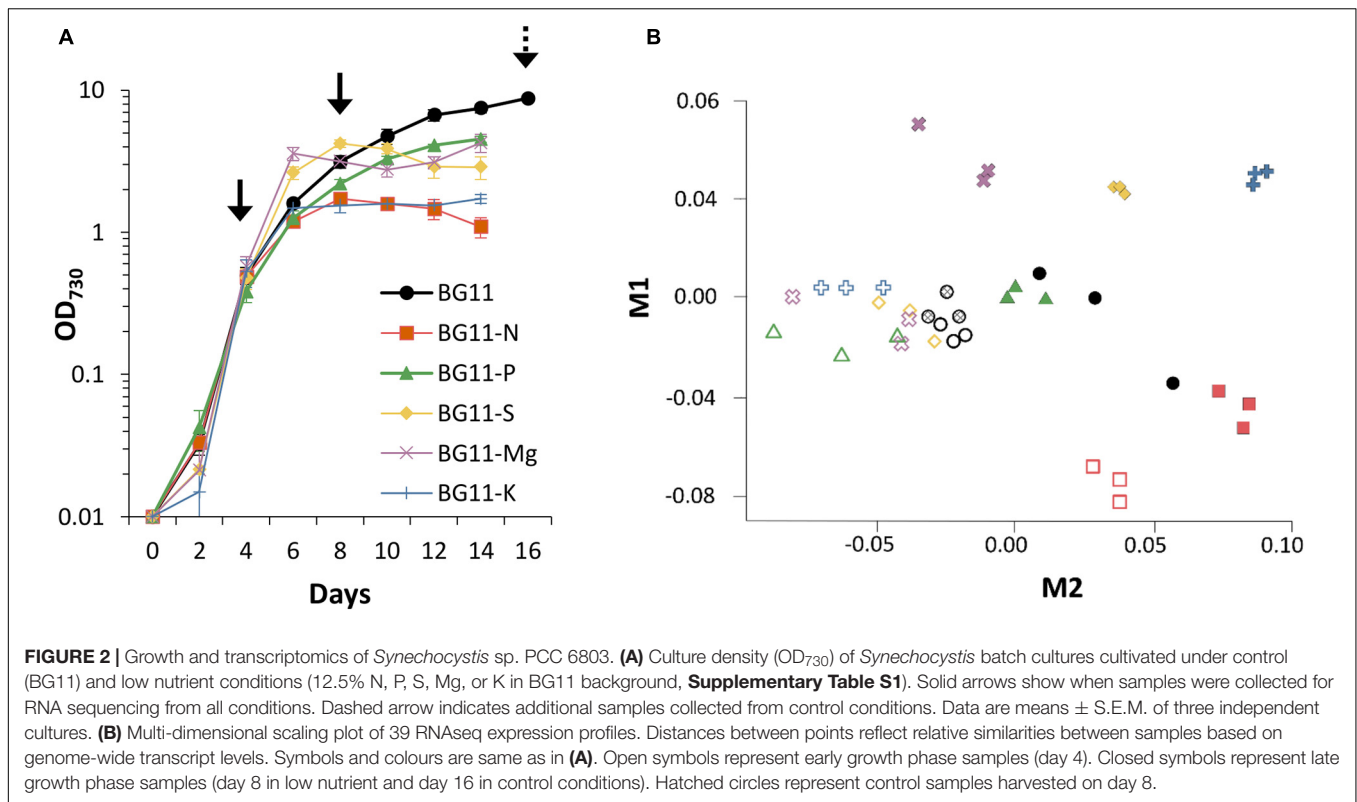 A
B
10
1
0.1
0.01
OD730
0 2 4 6 8 10 12 14 16
Days
BG11
BG11-N
BG11-P
BG11-S
BG11-Mg
BG11-K
0.06
0.04
0.00
-0.04
-0.08
M1
-0.05 0.00 0.05 0.10
M2
FIGURE 2 | Growth and transcriptomics of Synechocystis sp. PCC 6803. (A) Culture density (OD730) of Synechocystis batch cultures cultivated under control
(BG11) and low nutrient conditions (12.5% N, P, S, Mg, or K in BG11 background, Supplementary Table S1). Solid arrows show when samples were collected for
RNA sequencing from all conditions. Dashed arrow indicates additional samples collected from control conditions. Data are means ± S.E.M. of three independent
cultures. (B) Multi-dimensional scaling plot of 39 RNAseq expression profiles. Distances between points reflect relative similarities between samples based on
genome-wide transcript levels. Symbols and colours are same as in (A). Open symbols represent early growth phase samples (day 4). Closed symbols represent late
growth phase samples (day 8 in low nutrient and day 16 in control conditions). Hatched circles represent control samples harvested on day 8.